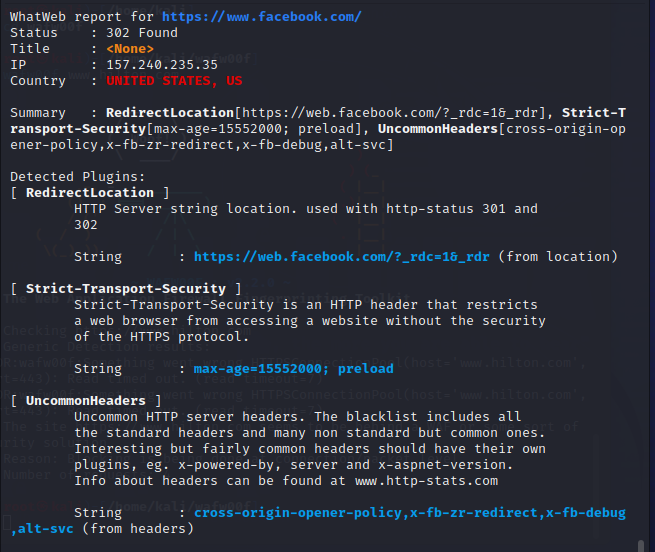 WhatWeb report for https://www.facebook.com/
Status    : 302 Found
Title     : <None>
IP        : 157.240.235.35
Country   : UNITED STATES, US
Summary   : RedirectLocation[https://web.facebook.com/?_rdc=1&_rdr], Strict-T
ransport-Security[max-age=15552000; preload], UncommonHeaders[cross-origin-op
ener-policy,x-fb-zr-redirect,x-fb-debug,alt-svc]
Detected Plugins:
[ RedirectLocation ]
HTTP Server string location. used with http-status 301 and
302
String       : https://web.facebook.com/?_rdc=1&_rdr (from location)
[ Strict-Transport-Security ]
Strict-Transport-Security is an HTTP header that restricts
a web browser from accessing a website without the security
of the HTTPS protocol.
String       : max-age=15552000; preload
[ UncommonHeaders ]
Uncommon HTTP server headers. The blacklist includes all
the standard headers and many non standard but common ones.
Interesting but fairly common headers should have their own
plugins, eg. x-powered-by, server and x-aspnet-version.
Info about headers can be found at www.http-stats.com
String       : cross-origin-opener-policy,x-fb-zr-redirect,x-fb-debug
,alt-svc (from headers)